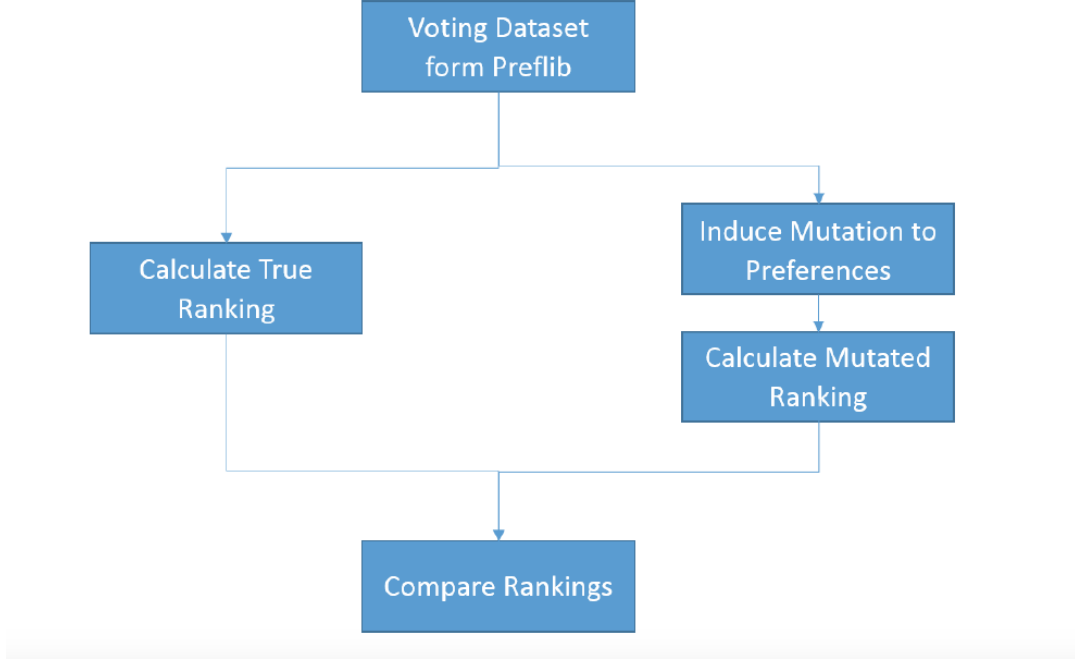 Voting Dataset
form Preflib
Calculate True
Ranking
Induce Mutation to
Preferences
Calculate Mutated
Ranking
Compare Rankings